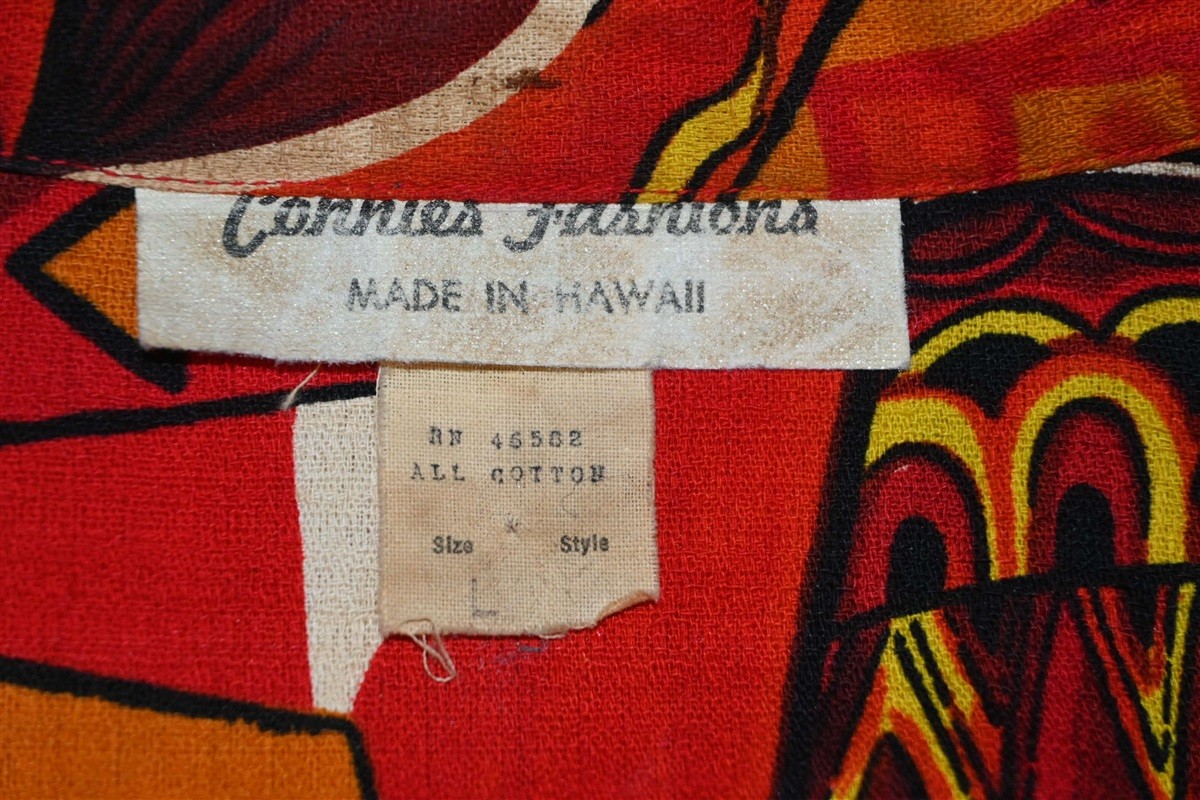 Connies Fashions
MADE IN HAWAII
RN 46582
ALL COTTON
*
Size Style
L